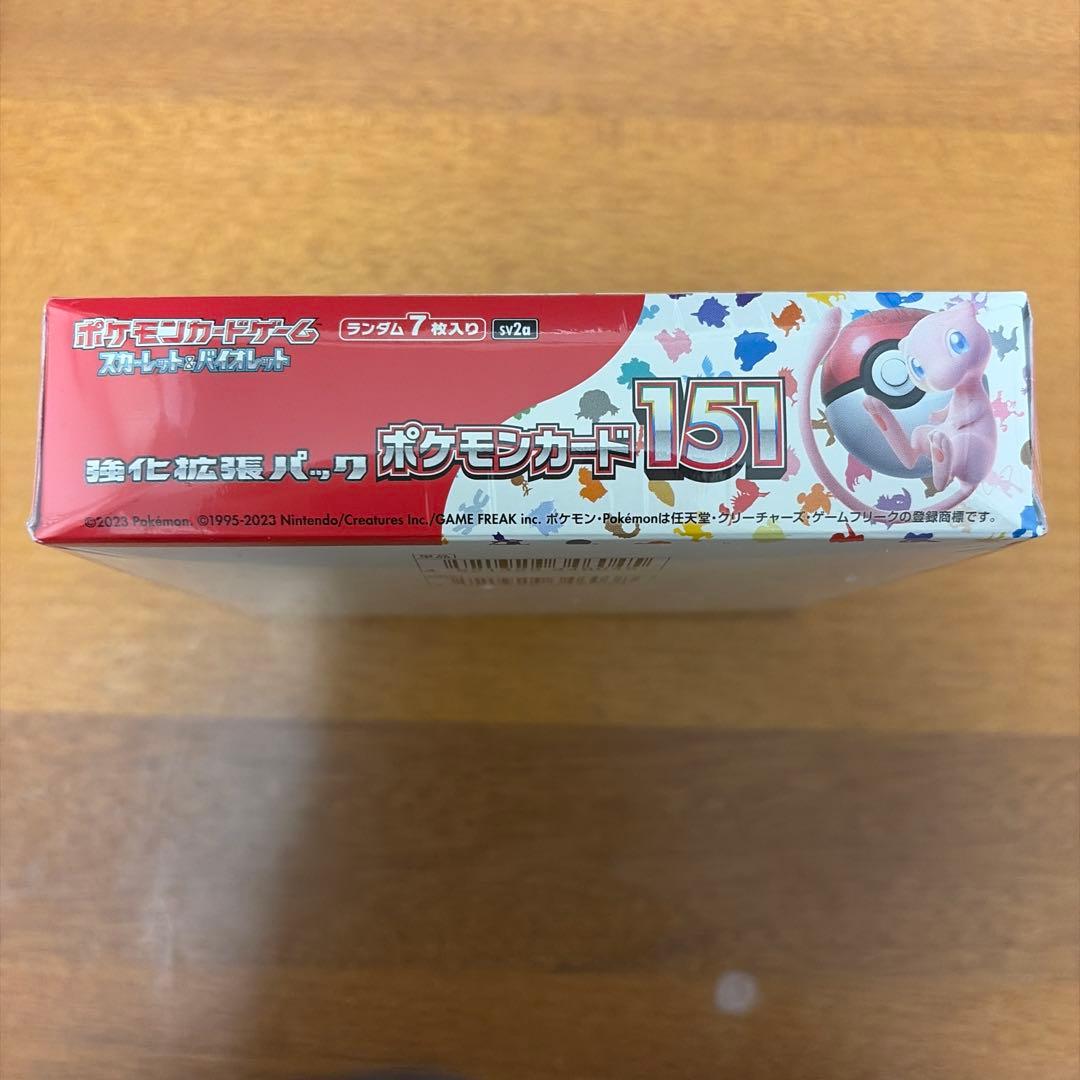 ポケモンカードゲーム
スカーレット&バイオレット
ランダム7枚入り sv2a
強化拡張パック ポケモンカード151
©2023 Pokémon. ©1995-2023 Nintendo/Creatures Inc./GAME FREAK inc. ポケモン・Pokémonは任天堂・クリーチャーズ・ゲームフリークの登録商標です。